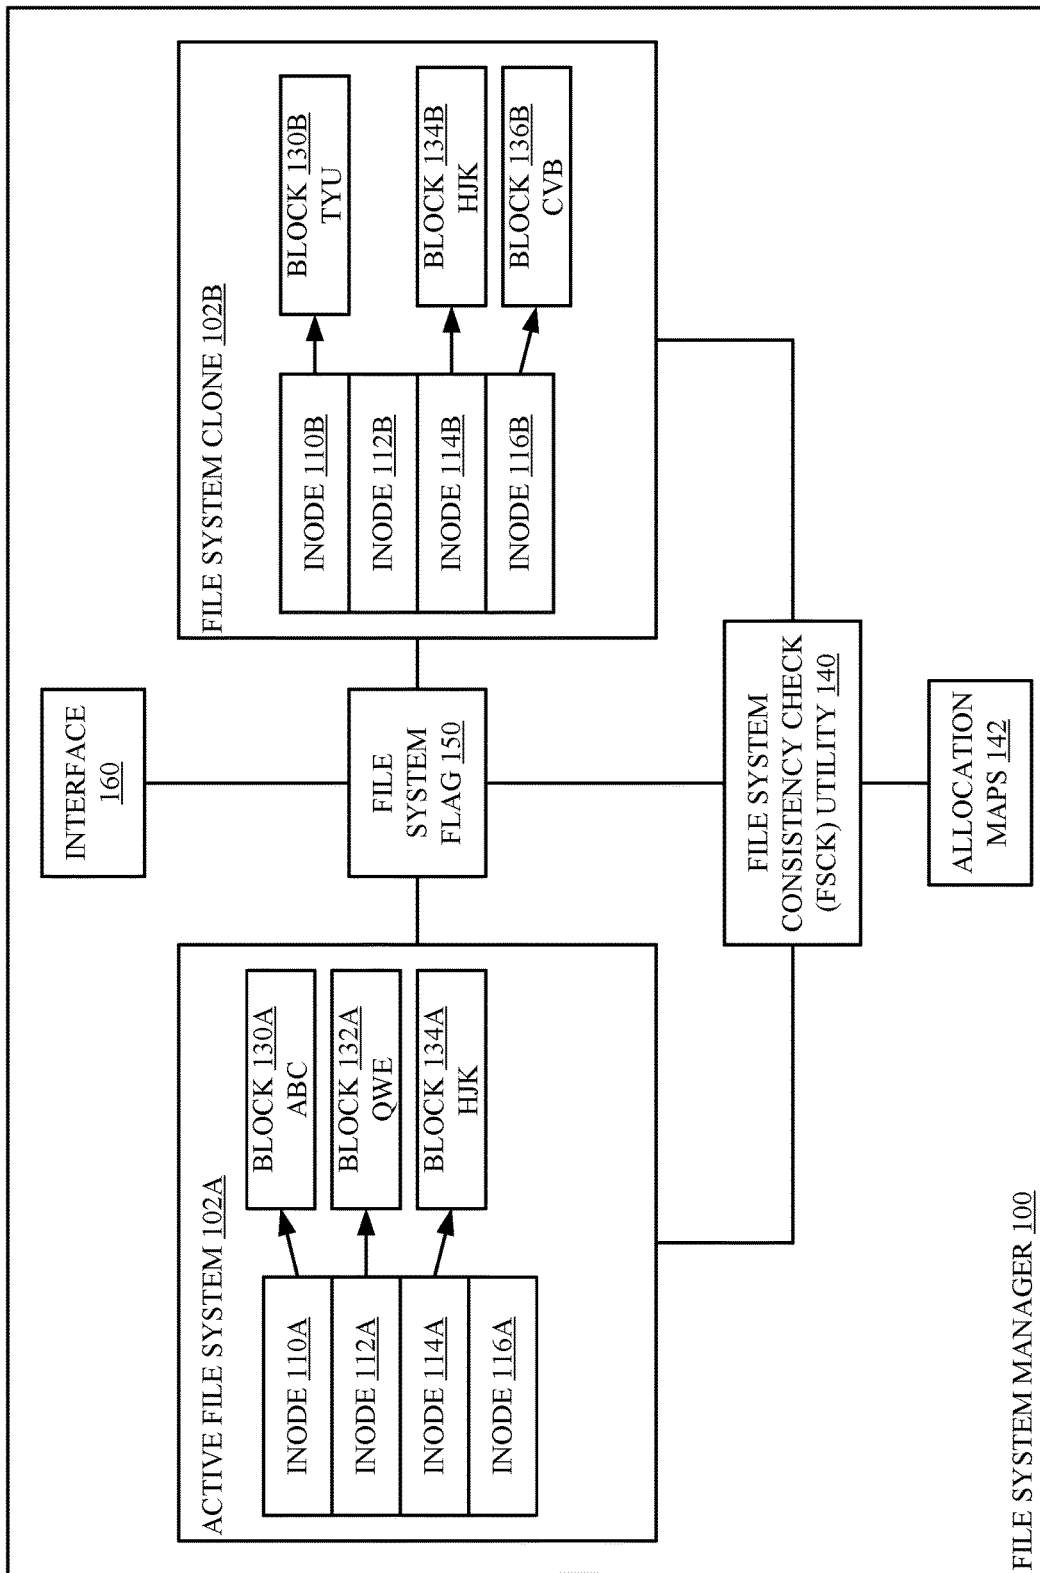 INTERFACE
160
ACTIVE FILE SYSTEM 102A
INODE 110A
INODE 112A
INODE 114A
INODE 116A
BLOCK 130A
ABC
BLOCK 132A
QWE
BLOCK 134A
HJK
FILE
SYSTEM
FLAG 150
FILE SYSTEM CLONE 102B
INODE 110B
INODE 112B
INODE 114B
INODE 116B
BLOCK 130B
TYU
BLOCK 134B
HJK
BLOCK 136B
CVB
FILE SYSTEM
CONSISTENCY CHECK
(FSCK) UTILITY 140
ALLOCATION
MAPS 142
FILE SYSTEM MANAGER 100